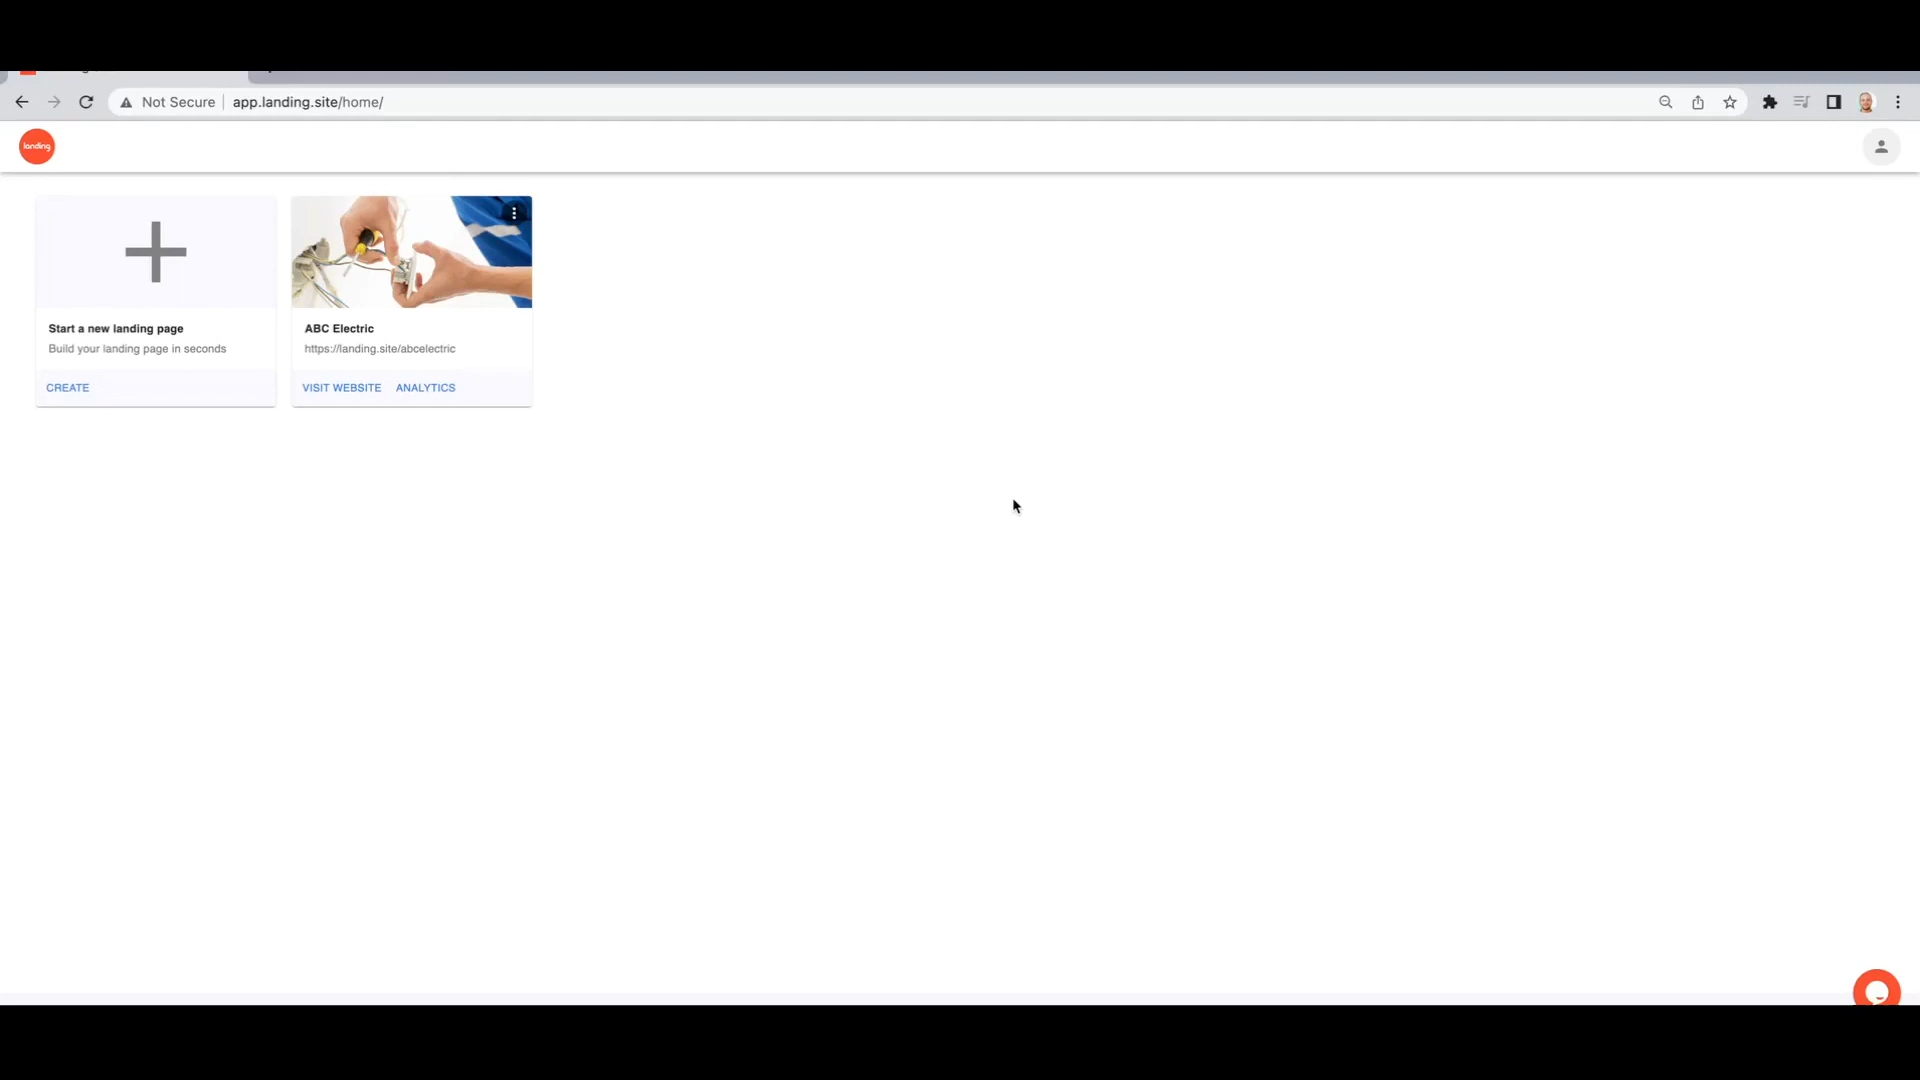 Not Secure app.landing.site/home/
landing
Start a new landing page
Build your landing page in seconds
CREATE
ABC Electric
https://landing.site/abcelectric
VISIT WEBSITE ANALYTICS